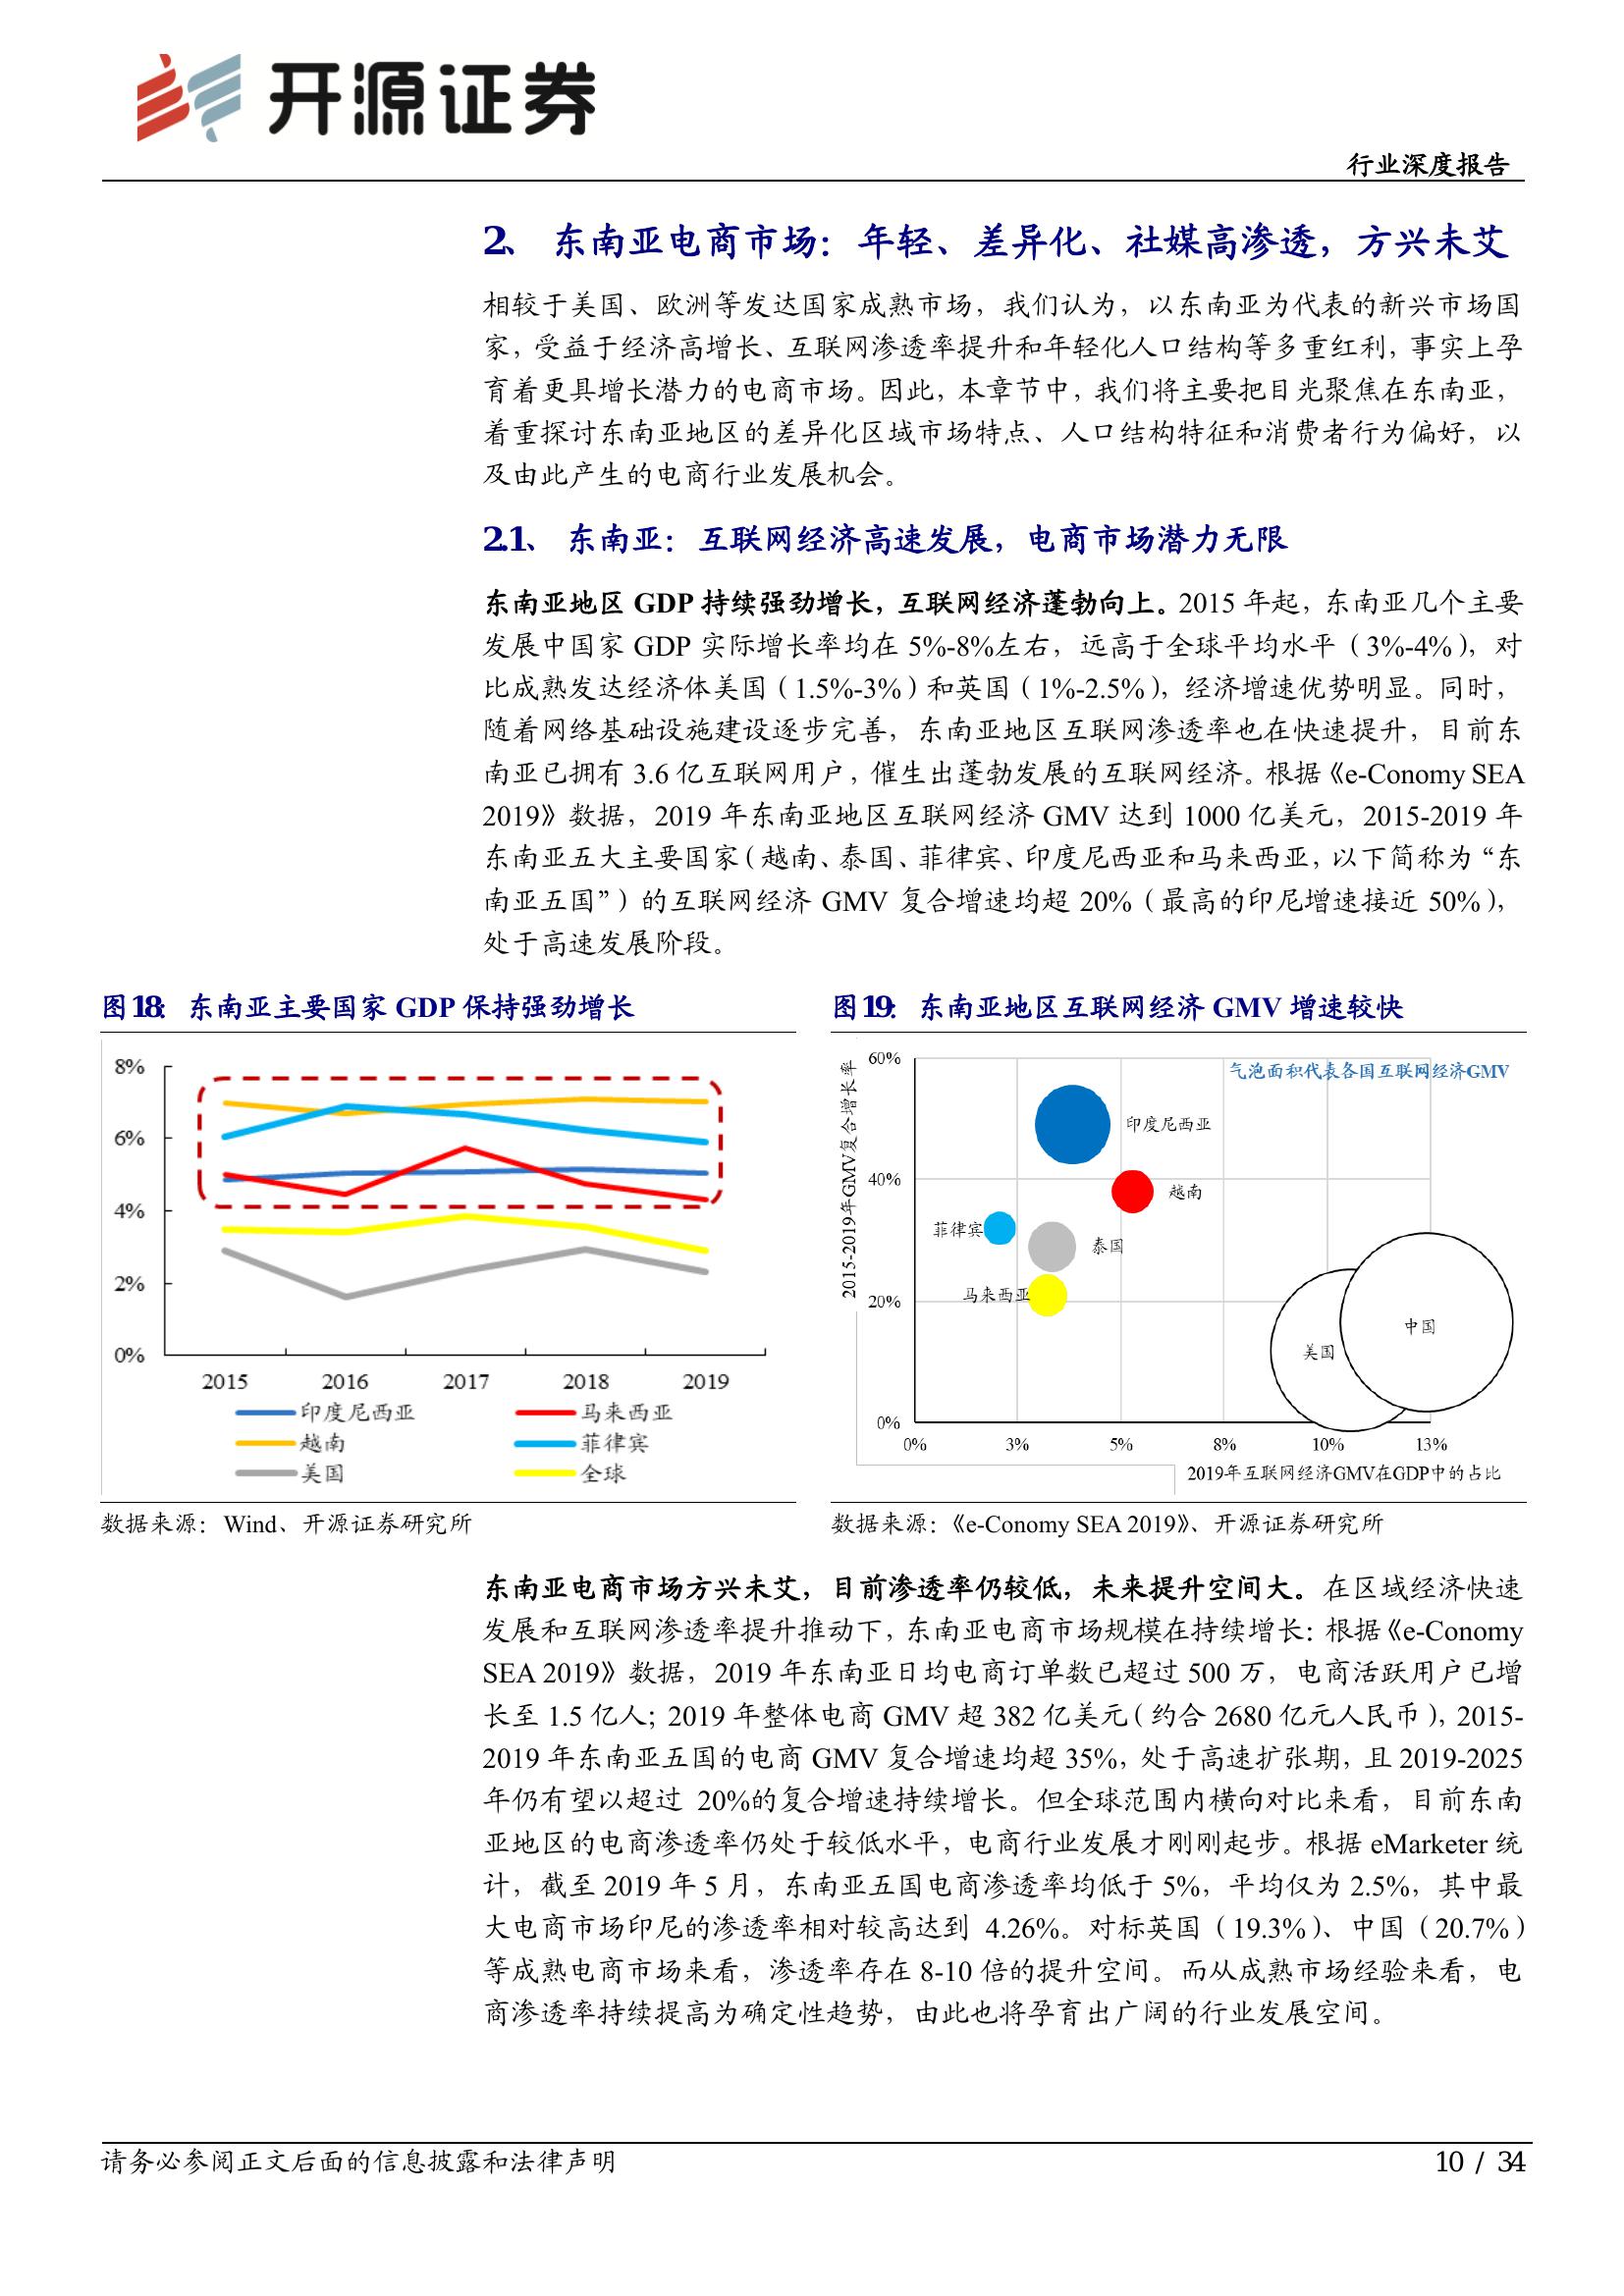 开源证券
行业深度报告
2、 东南亚电商市场：年轻、差异化、社媒高渗透，方兴未艾
相较于美国、欧洲等发达国家成熟市场，我们认为，以东南亚为代表的新兴市场国
家，受益于经济高增长、互联网渗透率提升和年轻化人口结构等多重红利，事实上孕
育着更具增长潜力的电商市场。因此，本章节中，我们将主要把目光聚焦在东南亚，
着重探讨东南亚地区的差异化区域市场特点、人口结构特征和消费者行为偏好，以
及由此产生的电商行业发展机会。
2.1、 东南亚：互联网经济高速发展，电商市场潜力无限
东南亚地区 GDP 持续强劲增长，互联网经济蓬勃向上。2015 年起，东南亚几个主要
发展中国家 GDP 实际增长率均在 5%-8%左右，远高于全球平均水平（3%-4%），对
比成熟发达经济体美国（1.5%-3%）和英国（1%-2.5%），经济增速优势明显。同时，
随着网络基础设施建设逐步完善，东南亚地区互联网渗透率也在快速提升，目前东
南亚已拥有 3.6 亿互联网用户，催生出蓬勃发展的互联网经济。根据《e-Conomy SEA
2019》数据，2019 年东南亚地区互联网经济 GMV 达到 1000 亿美元，2015-2019 年
东南亚五大主要国家（越南、泰国、菲律宾、印度尼西亚和马来西亚，以下简称为“东
南亚五国”）的互联网经济 GMV 复合增速均超 20%（最高的印尼增速接近 50%），
处于高速发展阶段。
图18： 东南亚主要国家 GDP 保持强劲增长
8%
6%
4%
2%
0%
2015 2016 2017 2018 2019
印度尼西亚 马来西亚
越南 菲律宾
美国 全球
数据来源：Wind、开源证券研究所
图19： 东南亚地区互联网经济 GMV 增速较快
2015-2019年GMV复合增长率
60%
40%
20%
0%
气泡面积代表各国互联网经济GMV
印度尼西亚
越南
菲律宾
泰国
马来西亚
中国
美国
0% 3% 5% 8% 10% 13%
2019年互联网经济GMV在GDP中的占比
数据来源：《e-Conomy SEA 2019》、开源证券研究所
东南亚电商市场方兴未艾，目前渗透率仍较低，未来提升空间大。在区域经济快速
发展和互联网渗透率提升推动下，东南亚电商市场规模在持续增长：根据《e-Conomy
SEA 2019》数据，2019 年东南亚日均电商订单数已超过 500 万，电商活跃用户已增
长至 1.5 亿人；2019 年整体电商 GMV 超 382 亿美元（约合 2680 亿元人民币），2015-
2019 年东南亚五国的电商 GMV 复合增速均超 35%，处于高速扩张期，且 2019-2025
年仍有望以超过 20%的复合增速持续增长。但全球范围内横向对比来看，目前东南
亚地区的电商渗透率仍处于较低水平，电商行业发展才刚刚起步。根据 eMarketer 统
计，截至 2019 年 5 月，东南亚五国电商渗透率均低于 5%，平均仅为 2.5%，其中最
大电商市场印尼的渗透率相对较高达到 4.26%。对标英国（19.3%）、中国（20.7%）
等成熟电商市场来看，渗透率存在 8-10 倍的提升空间。而从成熟市场经验来看，电
商渗透率持续提高为确定性趋势，由此也将孕育出广阔的行业发展空间。
请务必参阅正文后面的信息披露和法律声明
10 / 34